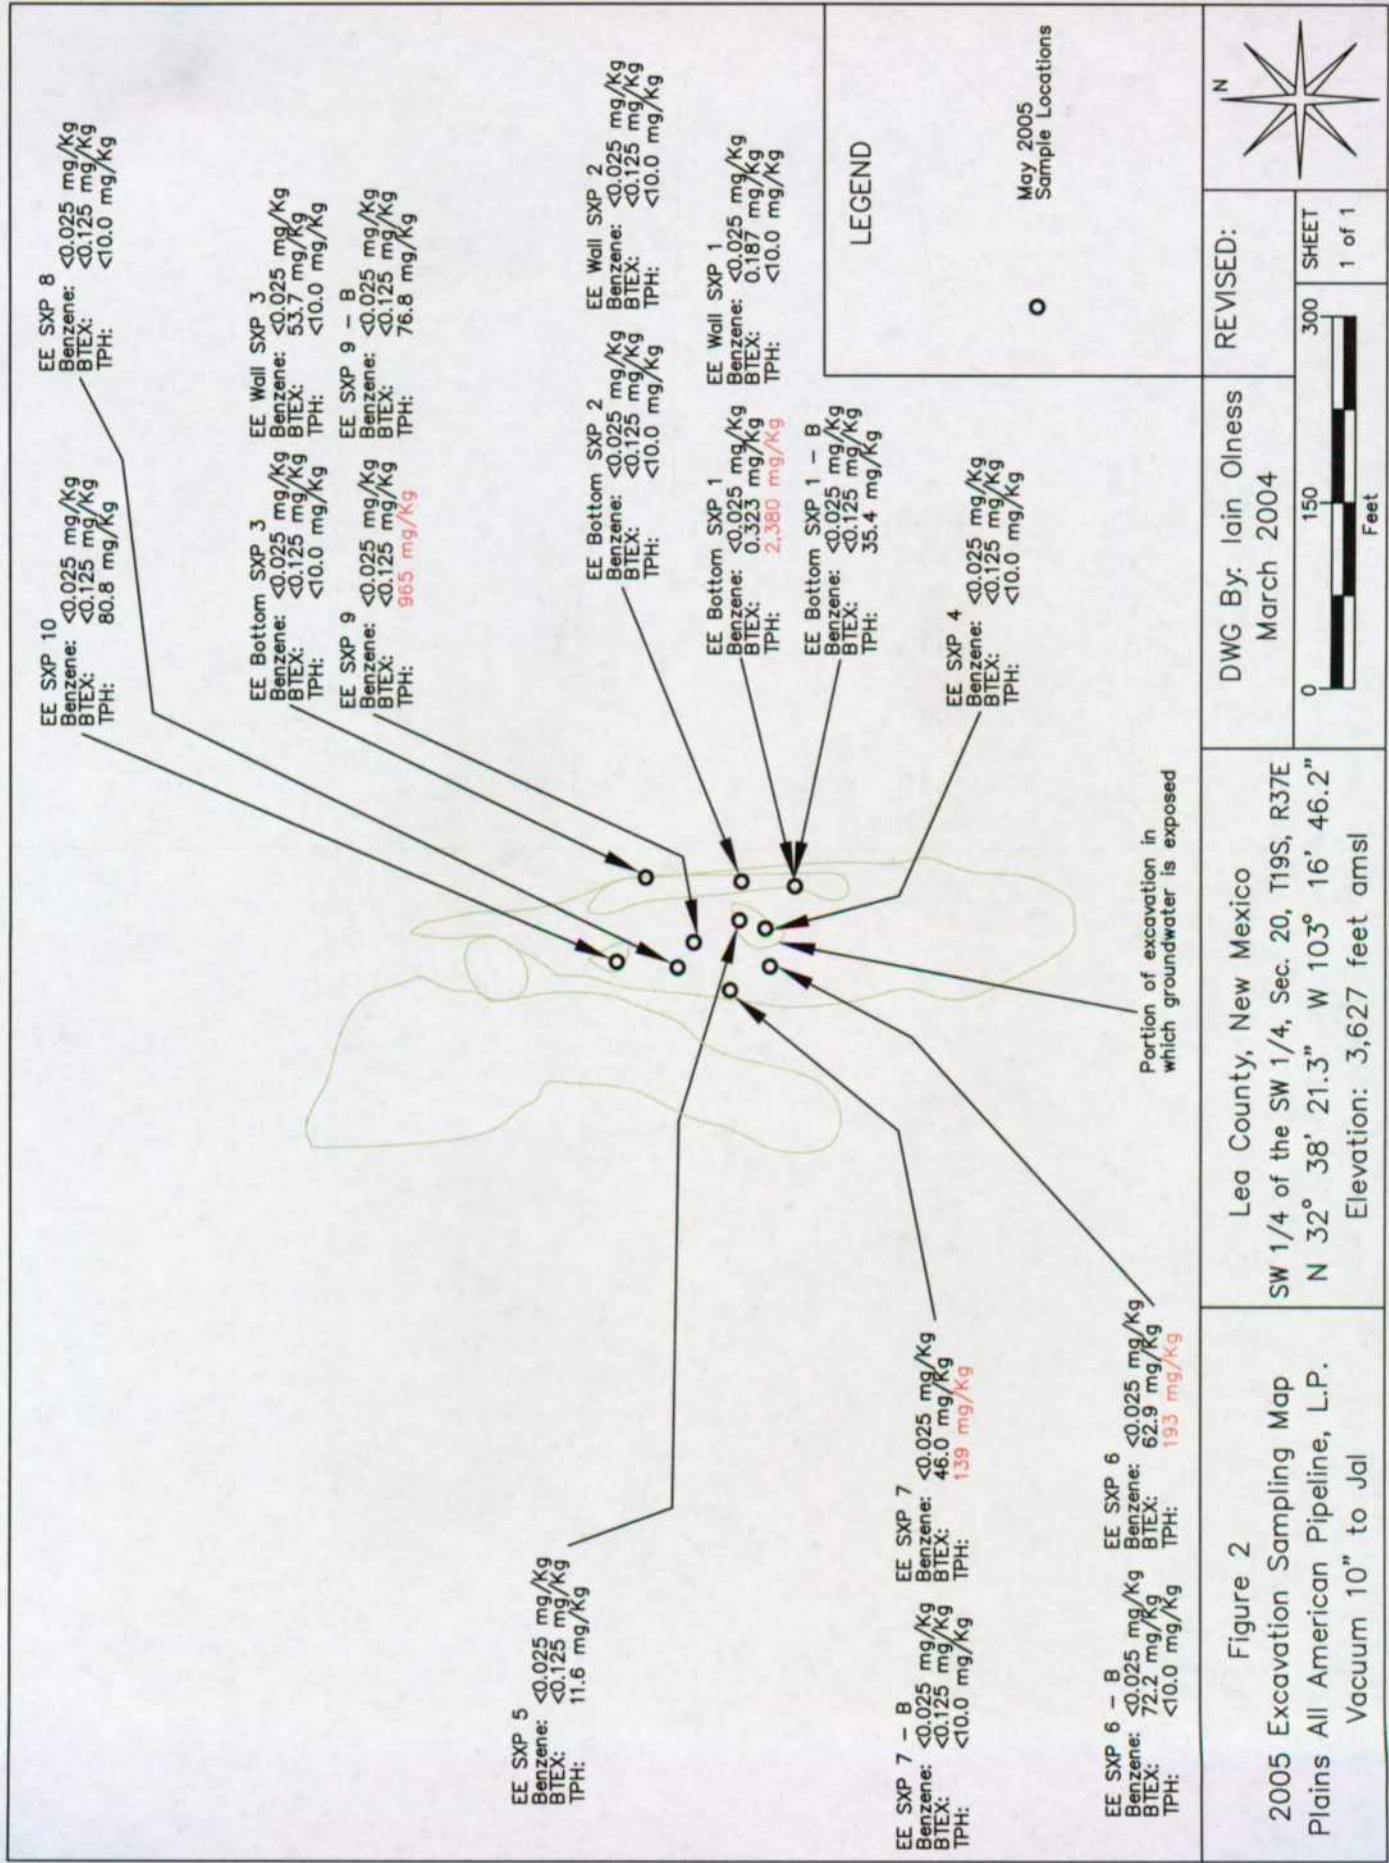 EE SXP 10
Benzene: <0.025 mg/Kg
BTEX: <0.125 mg/Kg
TPH: 80.8 mg/Kg
EE SXP 8
Benzene: <0.025 mg/Kg
BTEX: <0.125 mg/Kg
TPH: <10.0 mg/Kg
EE Bottom SXP 3
Benzene: <0.025 mg/Kg
BTEX: <0.125 mg/Kg
TPH: <10.0 mg/Kg
EE Wall SXP 3
Benzene: <0.025 mg/Kg
BTEX: 53.7 mg/Kg
TPH: <10.0 mg/Kg
EE SXP 9
Benzene: <0.025 mg/Kg
BTEX: <0.125 mg/Kg
TPH: 965 mg/Kg
EE SXP 9 - B
Benzene: <0.025 mg/Kg
BTEX: <0.125 mg/Kg
TPH: 76.8 mg/Kg
EE SXP 5
Benzene: <0.025 mg/Kg
BTEX: <0.125 mg/Kg
TPH: 11.6 mg/Kg
EE Bottom SXP 2
Benzene: <0.025 mg/Kg
BTEX: <0.125 mg/Kg
TPH: <10.0 mg/Kg
EE Wall SXP 2
Benzene: <0.025 mg/Kg
BTEX: <0.125 mg/Kg
TPH: <10.0 mg/Kg
EE Bottom SXP 1
Benzene: <0.025 mg/Kg
BTEX: 0.323 mg/Kg
TPH: 2,380 mg/Kg
EE Wall SXP 1
Benzene: <0.025 mg/Kg
BTEX: 0.187 mg/Kg
TPH: <10.0 mg/Kg
EE Bottom SXP 1 - B
Benzene: <0.025 mg/Kg
BTEX: <0.125 mg/Kg
TPH: 35.4 mg/Kg
EE SXP 7 - B
Benzene: <0.025 mg/Kg
BTEX: <0.125 mg/Kg
TPH: <10.0 mg/Kg
EE SXP 7
Benzene: <0.025 mg/Kg
BTEX: 46.0 mg/Kg
TPH: 139 mg/Kg
EE SXP 4
Benzene: <0.025 mg/Kg
BTEX: <0.125 mg/Kg
TPH: <10.0 mg/Kg
EE SXP 6 - B
Benzene: <0.025 mg/Kg
BTEX: 72.2 mg/Kg
TPH: <10.0 mg/Kg
EE SXP 6
Benzene: <0.025 mg/Kg
BTEX: 62.9 mg/Kg
TPH: 193 mg/Kg
Portion of excavation in
which groundwater is exposed
LEGEND
May 2005
Sample Locations
Figure 2
2005 Excavation Sampling Map
Plains All American Pipeline, L.P.
Vacuum 10" to Jal
Lea County, New Mexico
SW 1/4 of the SW 1/4, Sec. 20, T19S, R37E
N 32° 38' 21.3" W 103° 16' 46.2"
Elevation: 3,627 feet amsl
DWG By: Iain Olness
March 2004
REVISED:
0 150 300
Feet
SHEET
1 of 1
N